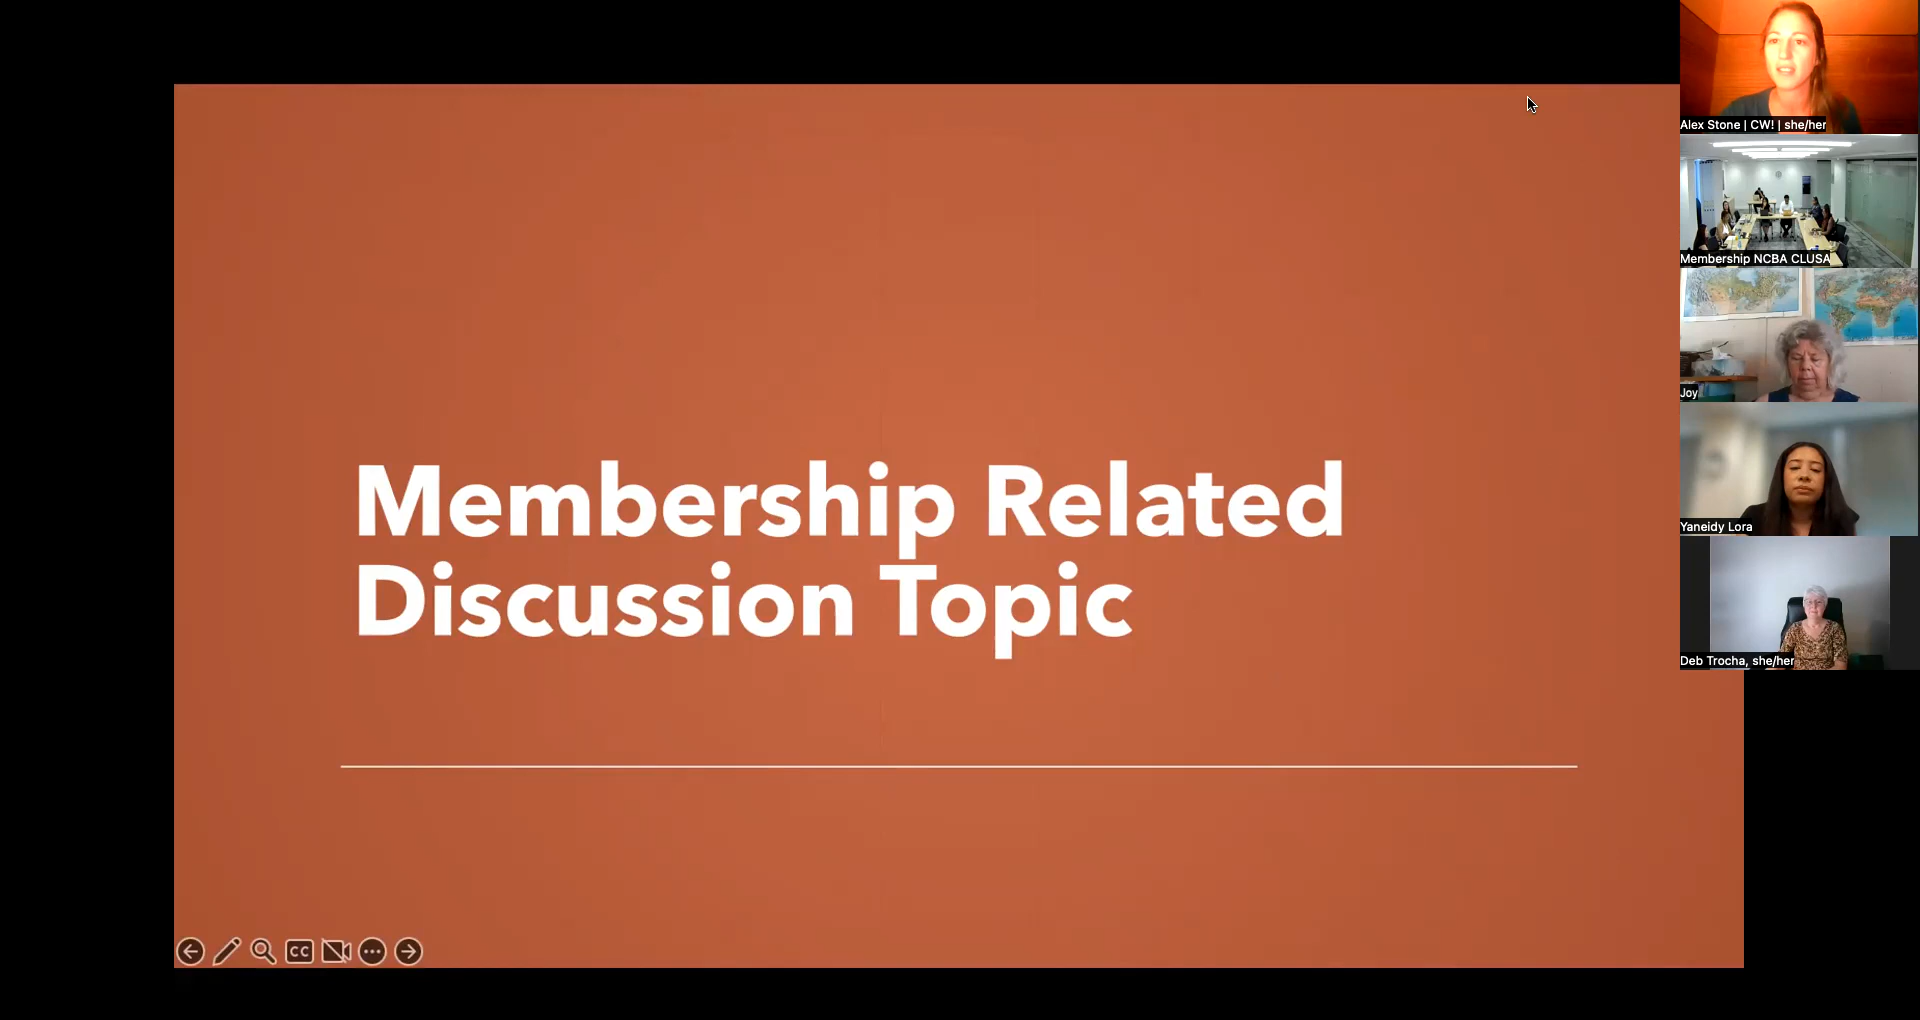 Membership Related
Discussion Topic
CC
Alex Stone | CW! | she/her
Membership NCBA CLUSA
Joy
Yaneidy Lora
Deb Trocha, she/her